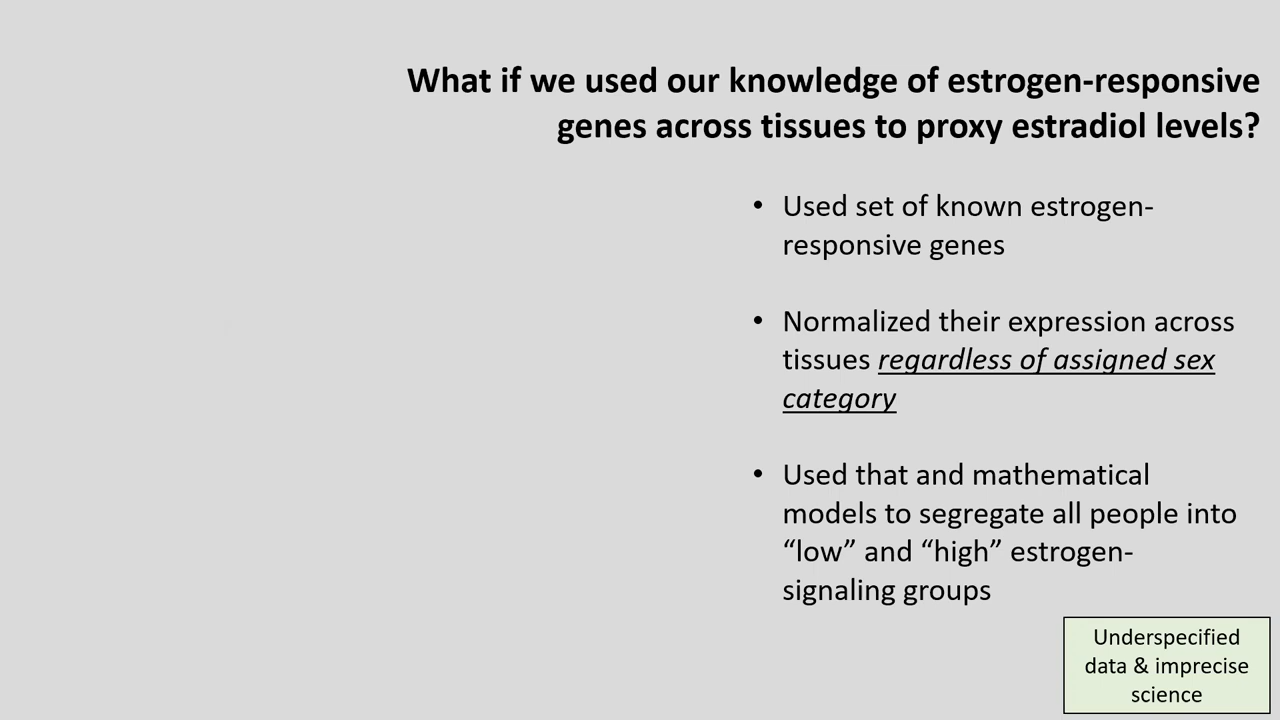 What if we used our knowledge of estrogen-responsive
genes across tissues to proxy estradiol levels?
• Used set of known estrogen-
responsive genes
• Normalized their expression across
tissues regardless of assigned sex
category
• Used that and mathematical
models to segregate all people into
“low” and “high” estrogen-
signaling groups
Underspecified
data & imprecise
science